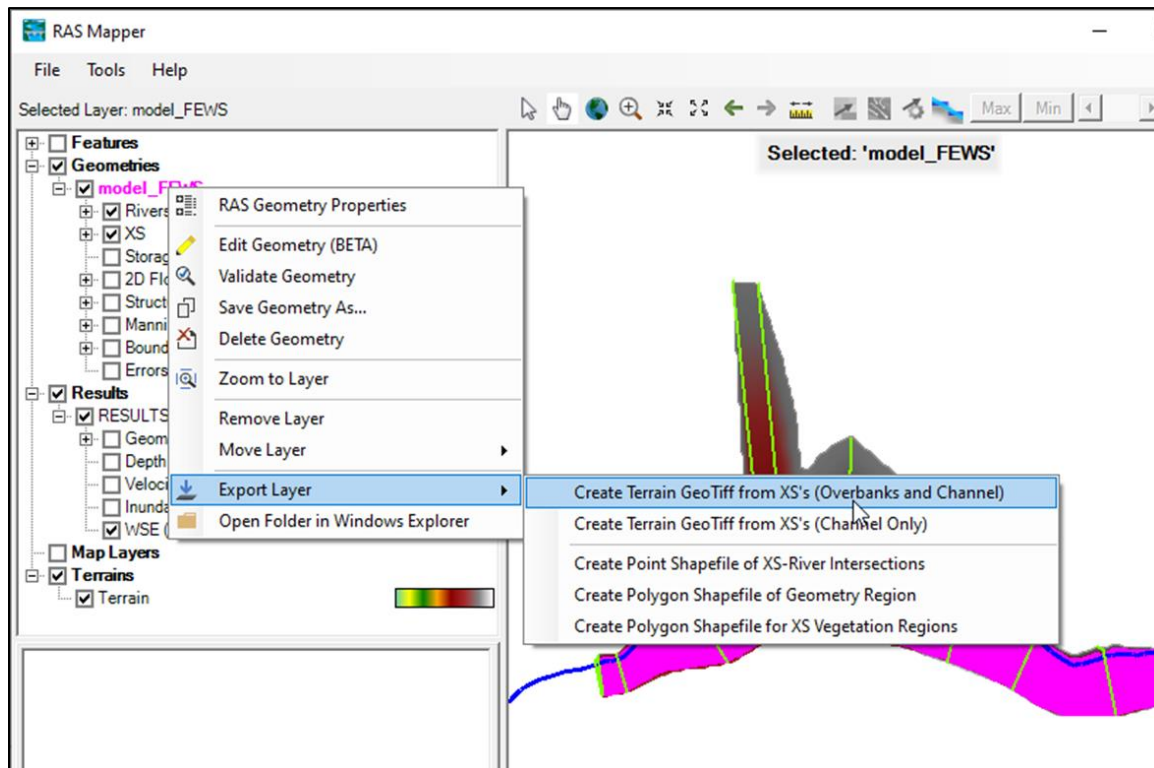 RAS Mapper
File Tools Help
Selected Layer: model_FEWS
Max Min
Selected: 'model_FEWS'
Features
Geometries
model_FEWS
Rivers
XS
Storag
2D Flo
Struct
Manni
Bound
Errors
Results
RESULTS
Geom
Depth
Veloci
Inunda
WSE (
Map Layers
Terrains
Terrain
RAS Geometry Properties
Edit Geometry (BETA)
Validate Geometry
Save Geometry As...
Delete Geometry
Zoom to Layer
Remove Layer
Move Layer
Export Layer
Open Folder in Windows Explorer
Create Terrain GeoTiff from XS's (Overbanks and Channel)
Create Terrain GeoTiff from XS's (Channel Only)
Create Point Shapefile of XS-River Intersections
Create Polygon Shapefile of Geometry Region
Create Polygon Shapefile for XS Vegetation Regions